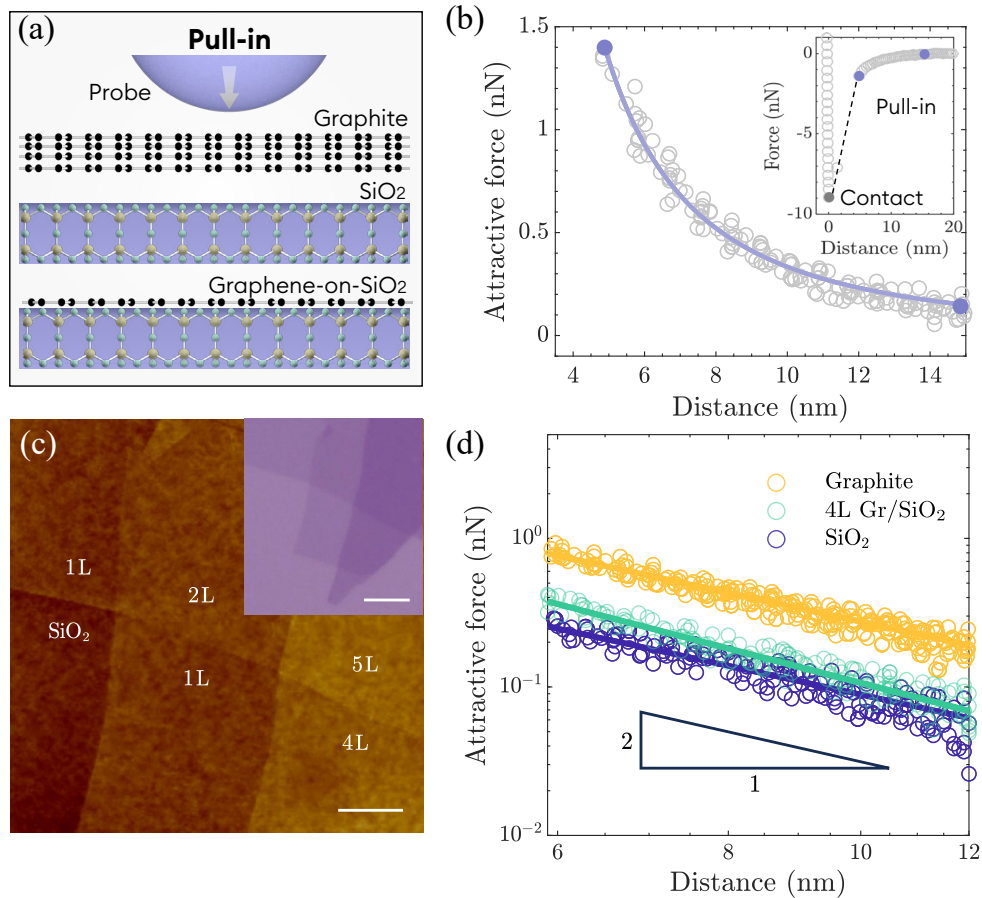 (a)
Pull-in
Probe
Graphite
SiO₂
Graphene-on-SiO₂
(b)
1.5
1
0.5
0
Attractive force (nN)
4 6 8 10 12 14
Distance (nm)
0
-5
-10
Force (nN)
Pull-in
Contact
0 10 20
Distance (nm)
(c)
1L
2L
SiO₂
1L
5L
4L
(d)
Graphite
4L Gr/SiO₂
SiO₂
10⁰
10⁻¹
10⁻²
Attractive force (nN)
2
1
6 8 10 12
Distance (nm)